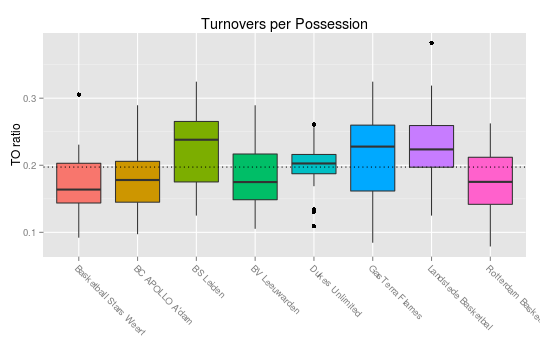 Turnovers per Possession
TO ratio
0.3
0.2
0.1
Basketball Stars Weert
BC APOLLO A'dam
BS Leiden
BV Leeuwarden
Dukes Unlimited
GasTerra Flames
Landstede Basketbal
Rotterdam Basket